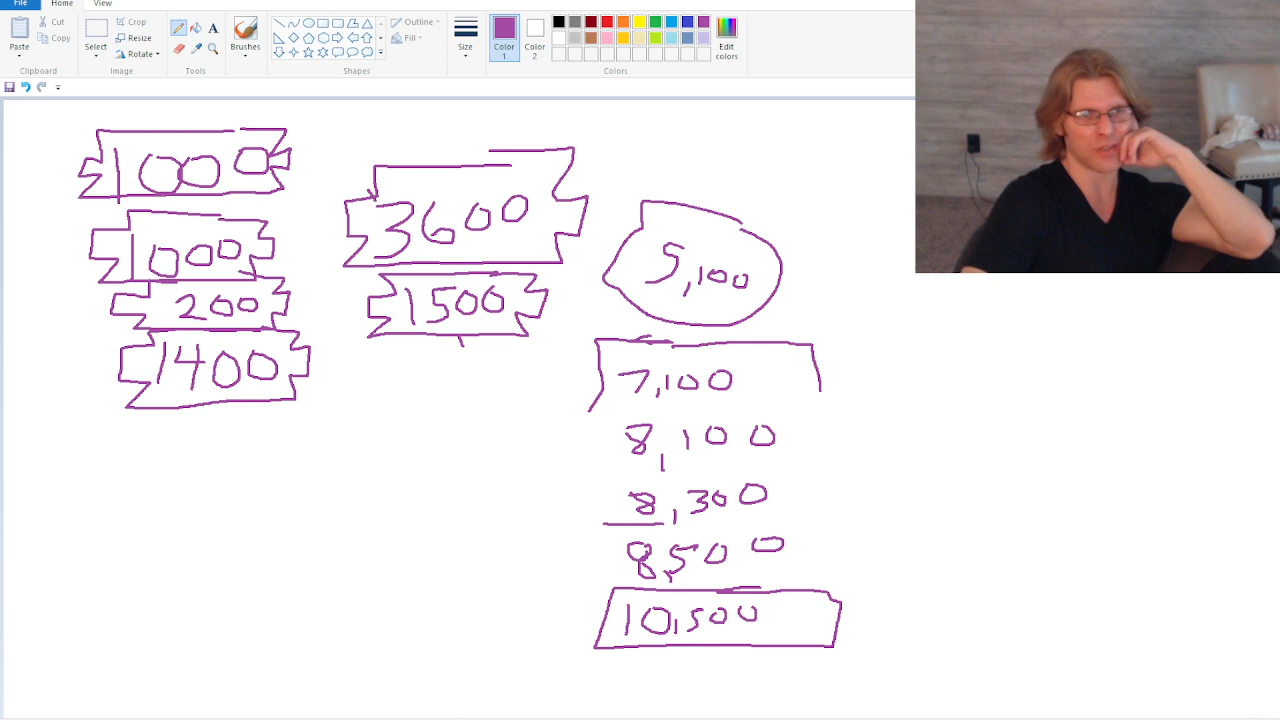 File Home View
Cut
Copy
Paste
Clipboard
Select
Crop
Resize
Rotate
Image
A
Tools
Brushes
Outline
Fill
Shapes
Size
Color 1
Color 2
Edit colors
Colors
1000
1000
200
1400
3600
1500
5,100
7,100
8,100
8,300
8,500
10,500